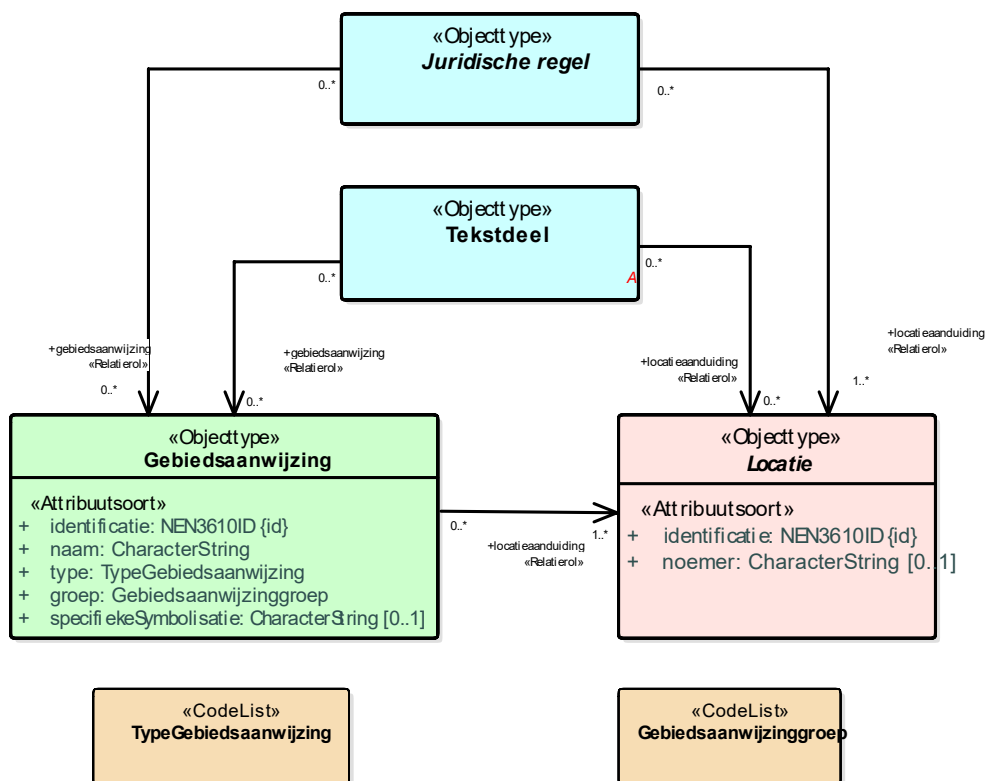 «Objecttype»
Juridische regel
0..*
0..*
«Objecttype»
Tekstdeel
0..*
0..*
A
+gebiedsaanwijzing
«Relatierol»
0..*
+gebiedsaanwijzing
«Relatierol»
0..*
+locatieaanduiding
«Relatierol»
0..*
+locatieaanduiding
«Relatierol»
1..*
«Objecttype»
Gebiedsaanwijzing
«Attribuutsoort»
+ identificatie: NEN3610ID {id}
+ naam: CharacterString
+ type: TypeGebiedsaanwijzing
+ groep: Gebiedsaanwijzinggroep
+ specifiekeSymbolisatie: CharacterString [0..1]
0..*
+locatieaanduiding
«Relatierol»
1..*
«Objecttype»
Locatie
«Attribuutsoort»
+ identificatie: NEN3610ID {id}
+ noemer: CharacterString [0..1]
«CodeList»
TypeGebiedsaanwijzing
«CodeList»
Gebiedsaanwijzinggroep